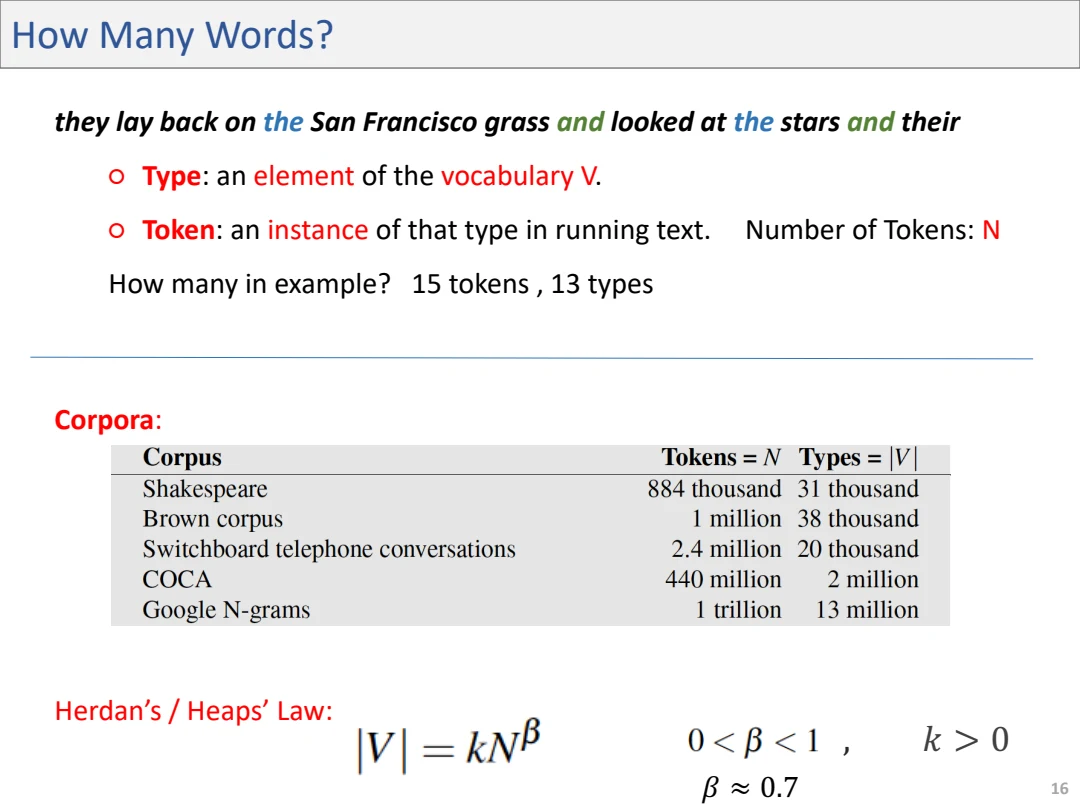 How Many Words?
they lay back on the San Francisco grass and looked at the stars and their
○ Type: an element of the vocabulary V.
○ Token: an instance of that type in running text. Number of Tokens: N
How many in example? 15 tokens , 13 types
Corpora:
Corpus Tokens = N Types = |V|
Shakespeare 884 thousand 31 thousand
Brown corpus 1 million 38 thousand
Switchboard telephone conversations 2.4 million 20 thousand
COCA 440 million 2 million
Google N-grams 1 trillion 13 million
Herdan’s / Heaps’ Law:
|V| = kN^β 0 < β < 1 , k > 0
β ≈ 0.7
16